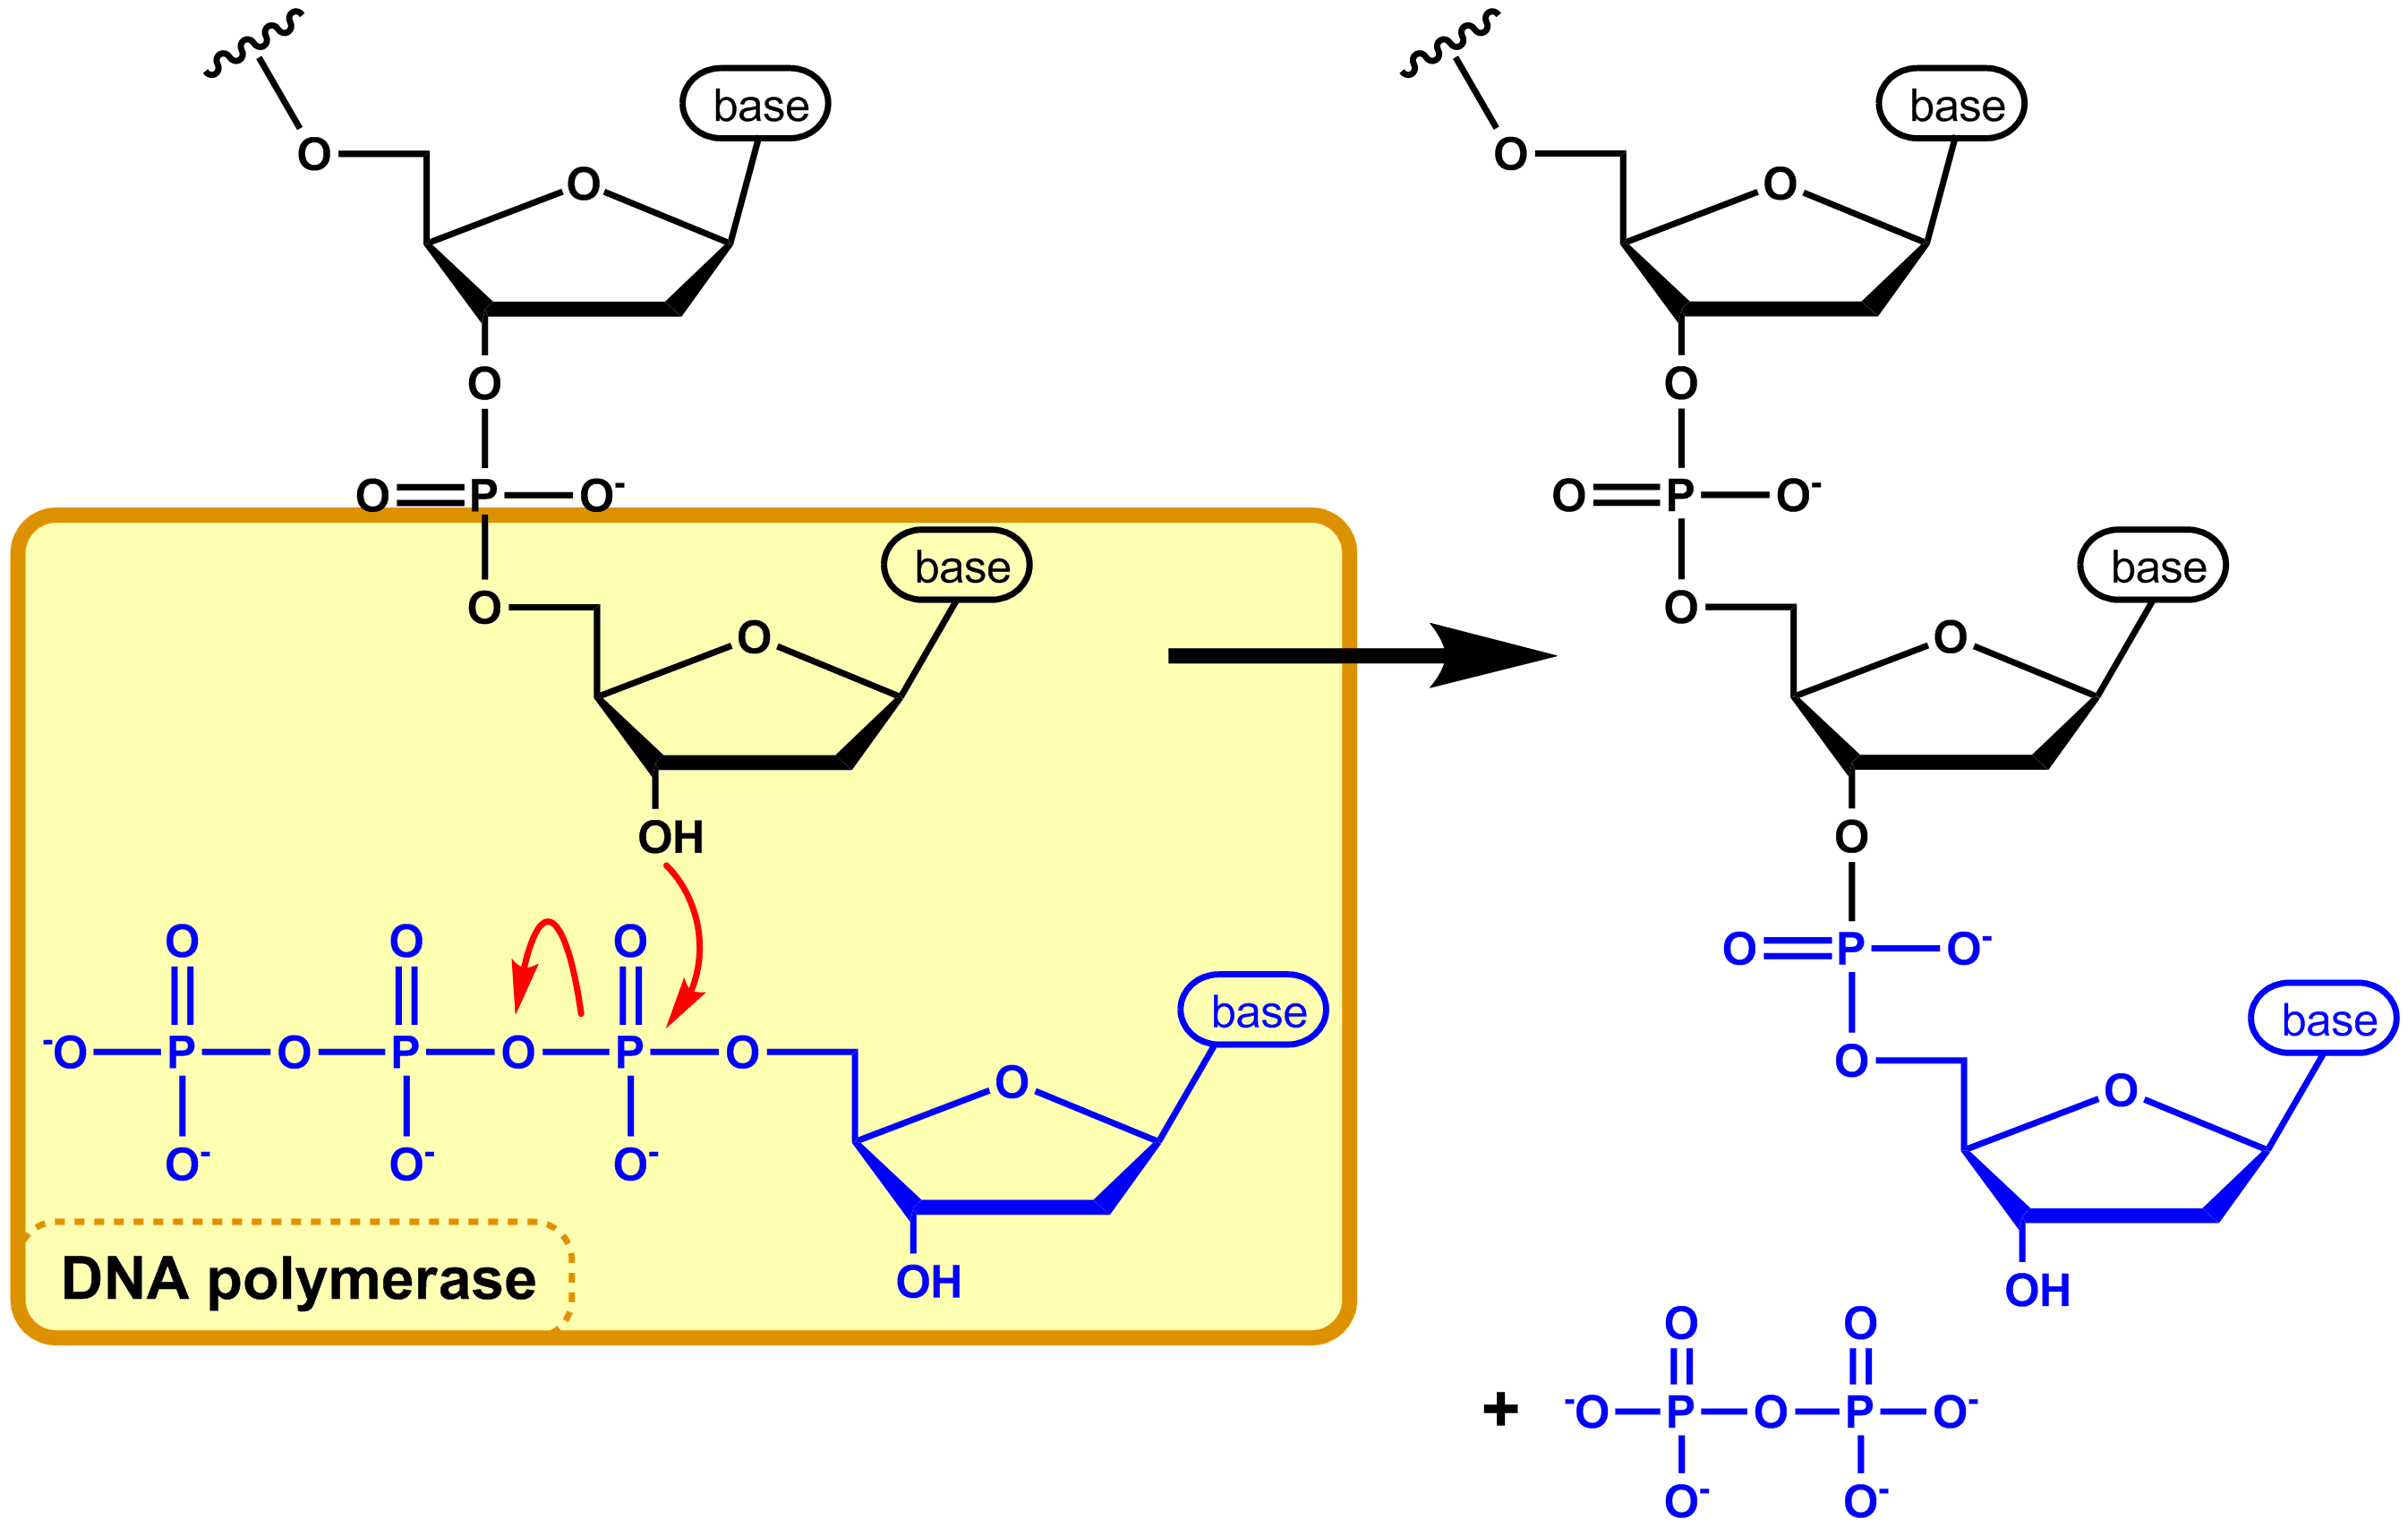 base
base
O
O
O
O
O
O
O=P–O⁻
O=P–O⁻
base
base
O
O
O
O
OH
O
O
O
O
O=P–O⁻
base
base
⁻O–P–O–P–O–P–O
O
O
O
O⁻
O⁻
O⁻
DNA polymerase
OH
OH
O
O
+
⁻O–P–O–P–O⁻
O⁻
O⁻